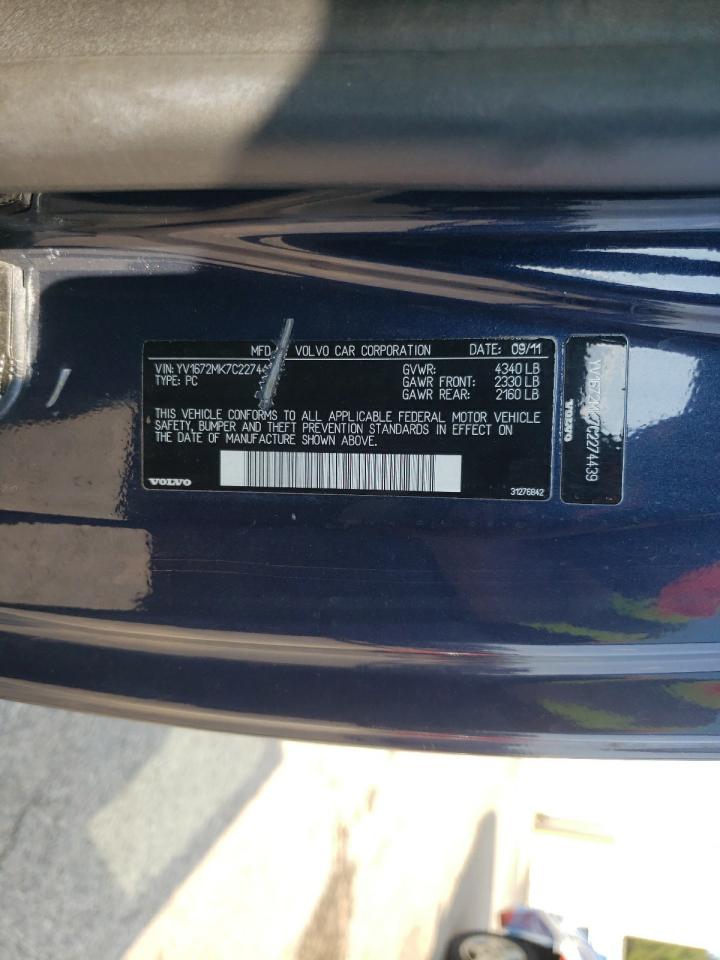 MFD VOLVO CAR CORPORATION DATE: 09/11
VIN: YV1672MK7C2274
TYPE: PC
GVWR: 4340 LB
GAWR FRONT: 2330 LB
GAWR REAR: 2160 LB
THIS VEHICLE CONFORMS TO ALL APPLICABLE FEDERAL MOTOR VEHICLE
SAFETY, BUMPER AND THEFT PREVENTION STANDARDS IN EFFECT ON
THE DATE OF MANUFACTURE SHOWN ABOVE.
VOLVO
31276842
YV1672MK7C2274439
VOLVO